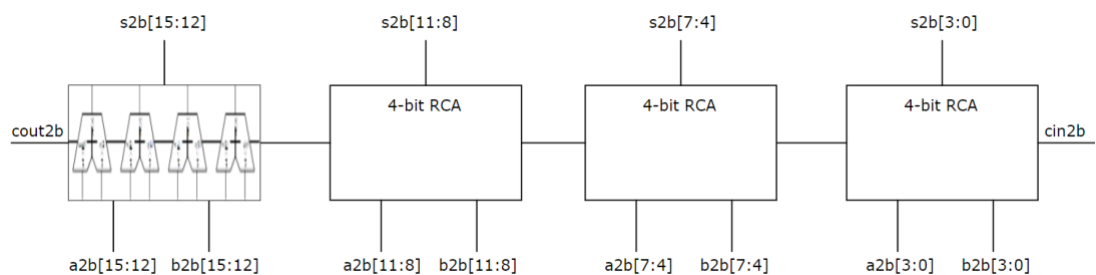 s2b[15:12] s2b[11:8] s2b[7:4] s2b[3:0]
4-bit RCA 4-bit RCA 4-bit RCA
cout2b cin2b
a2b[15:12] b2b[15:12] a2b[11:8] b2b[11:8] a2b[7:4] b2b[7:4] a2b[3:0] b2b[3:0]